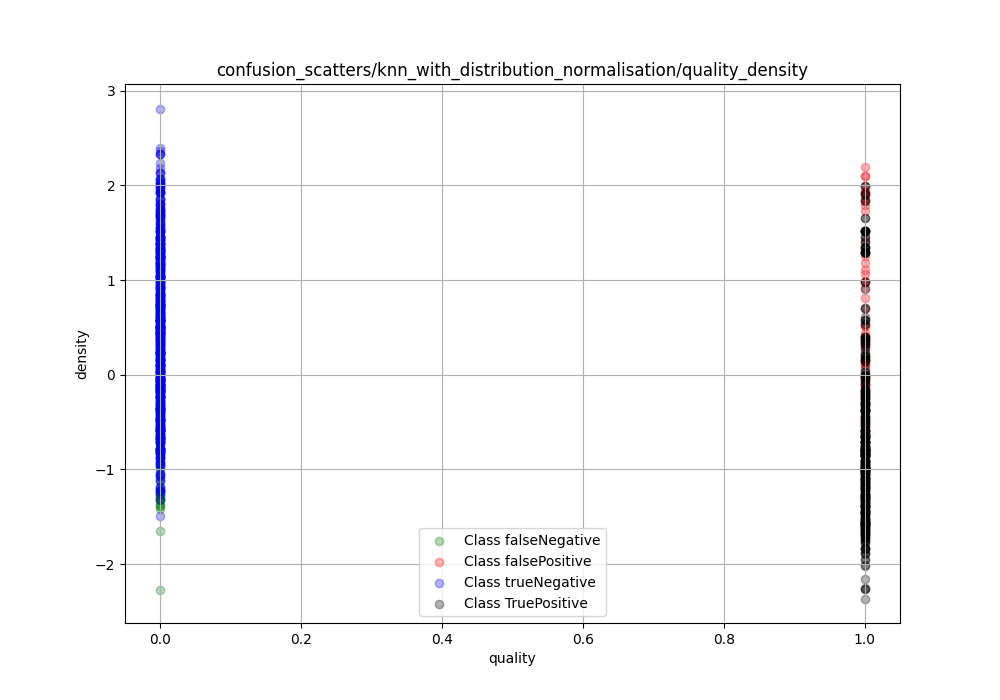 confusion_scatters/knn_with_distribution_normalisation/quality_density
3
2
1
0
−1
−2
density
0.0 0.2 0.4 0.6 0.8 1.0
quality
Class falseNegative
Class falsePositive
Class trueNegative
Class TruePositive